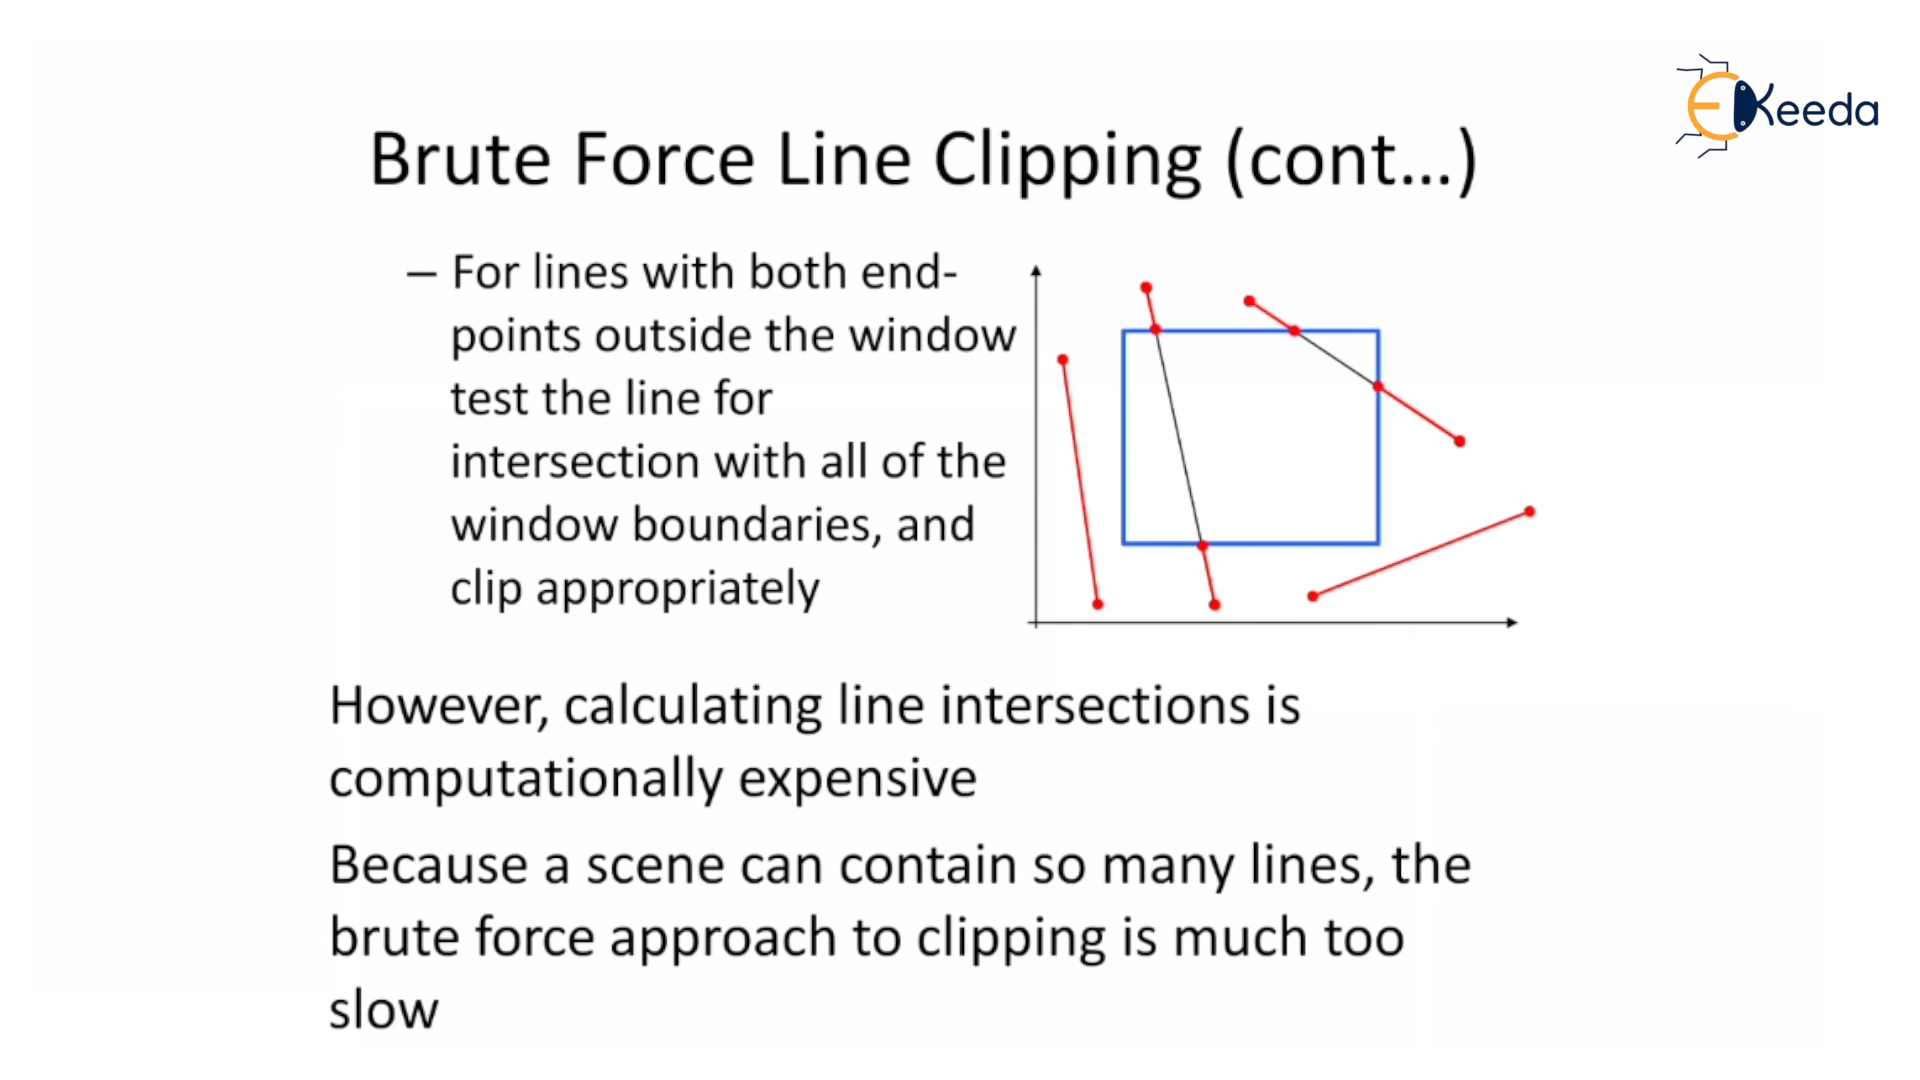 EKeeda
Brute Force Line Clipping (cont...)
– For lines with both end-
points outside the window
test the line for
intersection with all of the
window boundaries, and
clip appropriately
However, calculating line intersections is
computationally expensive
Because a scene can contain so many lines, the
brute force approach to clipping is much too
slow